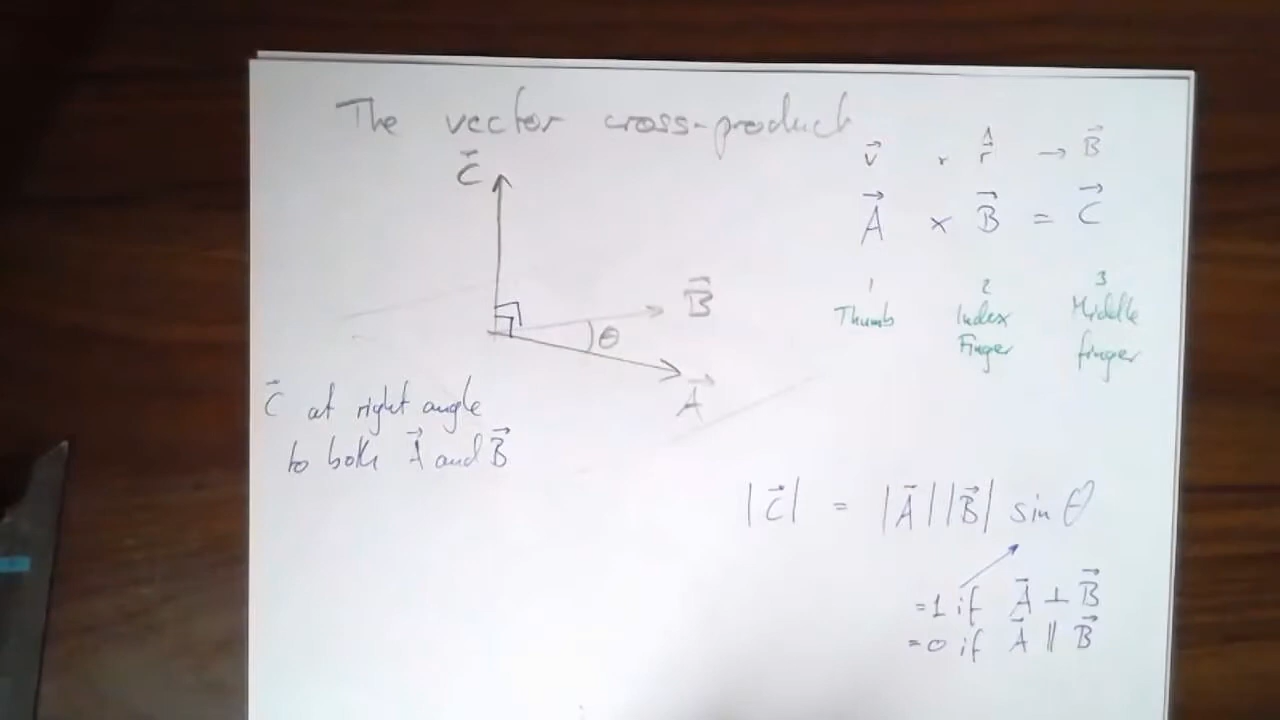 The vector cross-product
v⃗ × r̂ → B⃗
A⃗ × B⃗ = C⃗
1 2 3
Thumb Index Finger Middle finger
C⃗
B⃗
θ
A⃗
C⃗ at right angle
to both A⃗ and B⃗
|C⃗| = |A⃗||B⃗| sin θ
=1 if A⃗ ⊥ B⃗
=0 if A⃗ ∥ B⃗